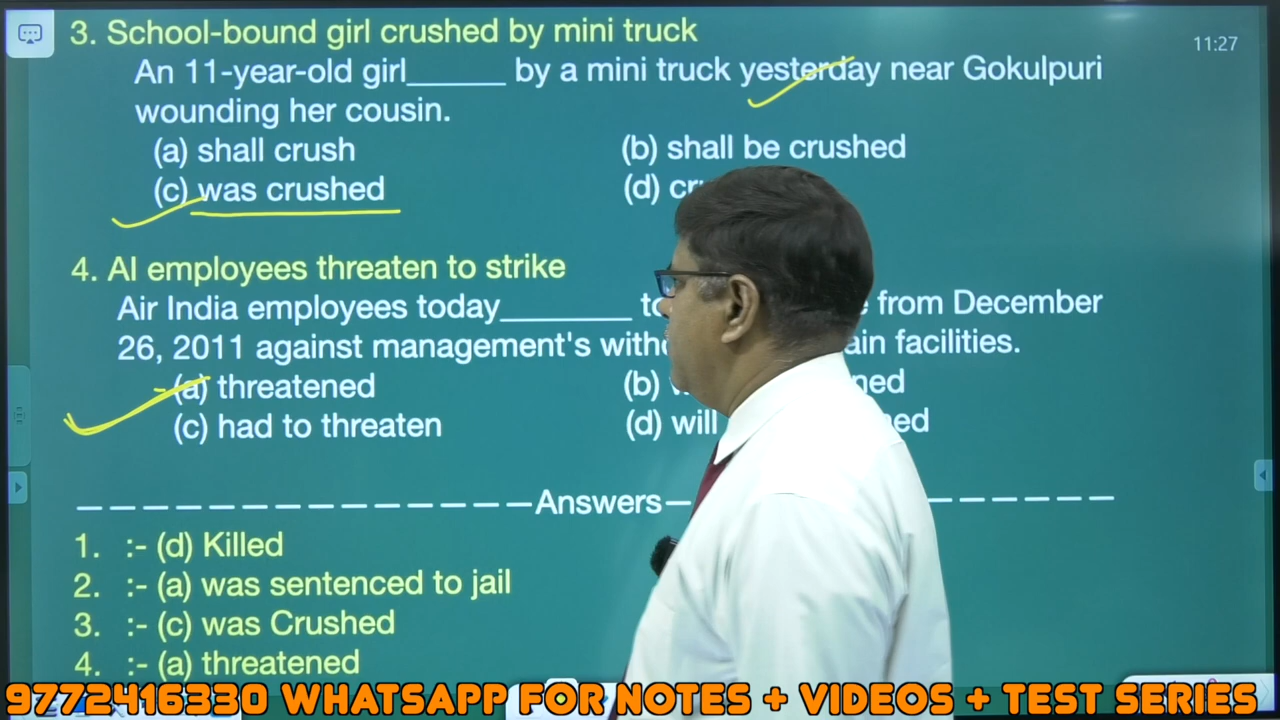 3. School-bound girl crushed by mini truck
11:27
An 11-year-old girl______ by a mini truck yesterday near Gokulpuri
wounding her cousin.
(a) shall crush (b) shall be crushed
(c) was crushed (d)
4. AI employees threaten to strike
Air India employees today________ from December
26, 2011 against management's facilities.
(a) threatened (b)
(c) had to threaten (d) will
Answers
1. :- (d) Killed
2. :- (a) was sentenced to jail
3. :- (c) was Crushed
4. :- (a) threatened
9772416330 WHATSAPP FOR NOTES + VIDEOS + TEST SERIES